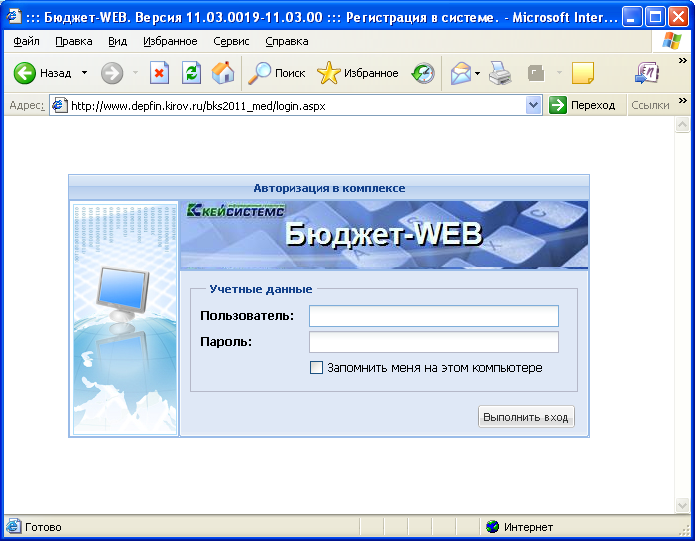 ::: Бюджет-WEB. Версия 11.03.0019-11.03.00 ::: Регистрация в системе. - Microsoft Inter...
Файл Правка Вид Избранное Сервис Справка
Назад Поиск Избранное
Адрес: http://www.depfin.kirov.ru/bks2011_med/login.aspx Переход Ссылки
Авторизация в комплексе
КЕЙСИСТЕМС
Бюджет-WEB
Учетные данные
Пользователь:
Пароль:
Запомнить меня на этом компьютере
Выполнить вход
Готово Интернет